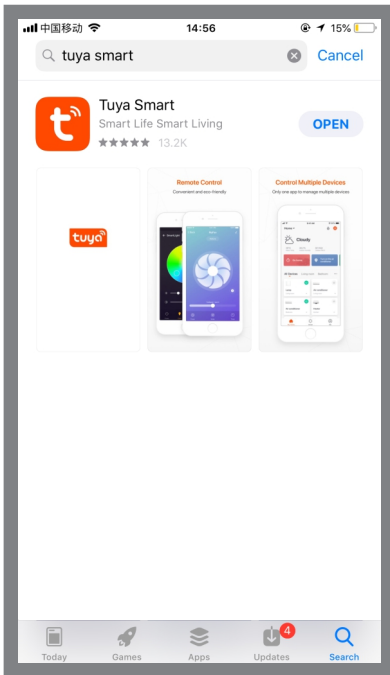 中国移动 14:56 15%
tuya smart Cancel
Tuya Smart
Smart Life Smart Living
OPEN
13.2K
tuya
Remote Control
Convenient and eco-friendly
Control Multiple Devices
Only one app to manage multiple devices
Cloudy
4
Today Games Apps Updates Search